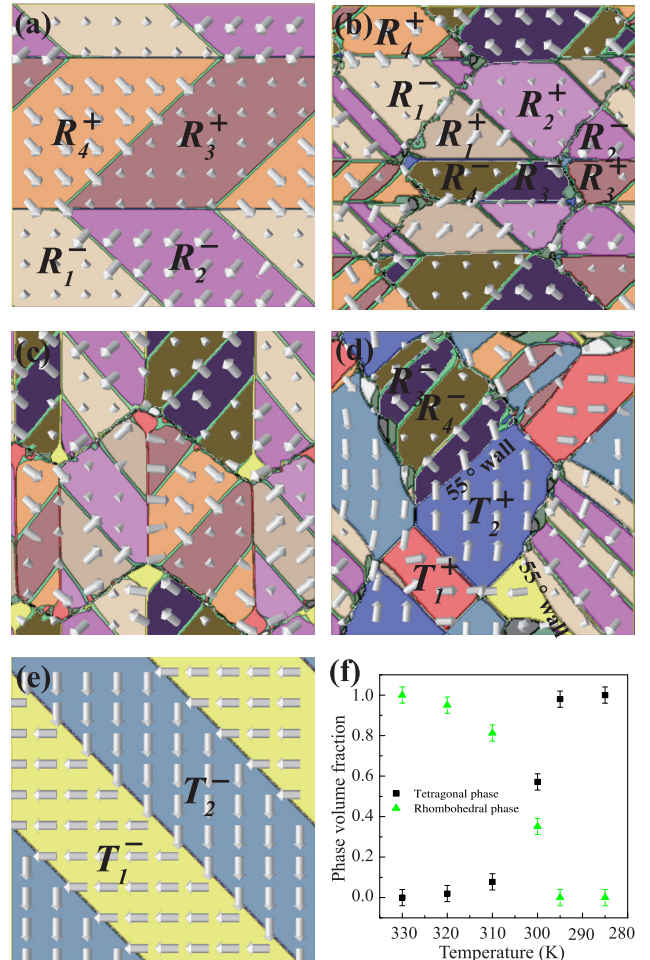 (a)
R₄⁺
R₃⁺
R₁⁻
R₂⁻
(b)
R₄⁺
R₁⁻
R₁⁺
R₂⁺
R₂⁻
R₄⁻
R₃⁻
R₃⁺
(c)
(d)
R₃⁻
R₄⁻
55° wall
T₂⁺
T₁⁺
55° wall
(e)
T₂⁻
T₁⁻
(f)
Phase volume fraction
1.0
0.8
0.6
0.4
0.2
0.0
Tetragonal phase
Rhombohedral phase
330 320 310 300 290 280
Temperature (K)